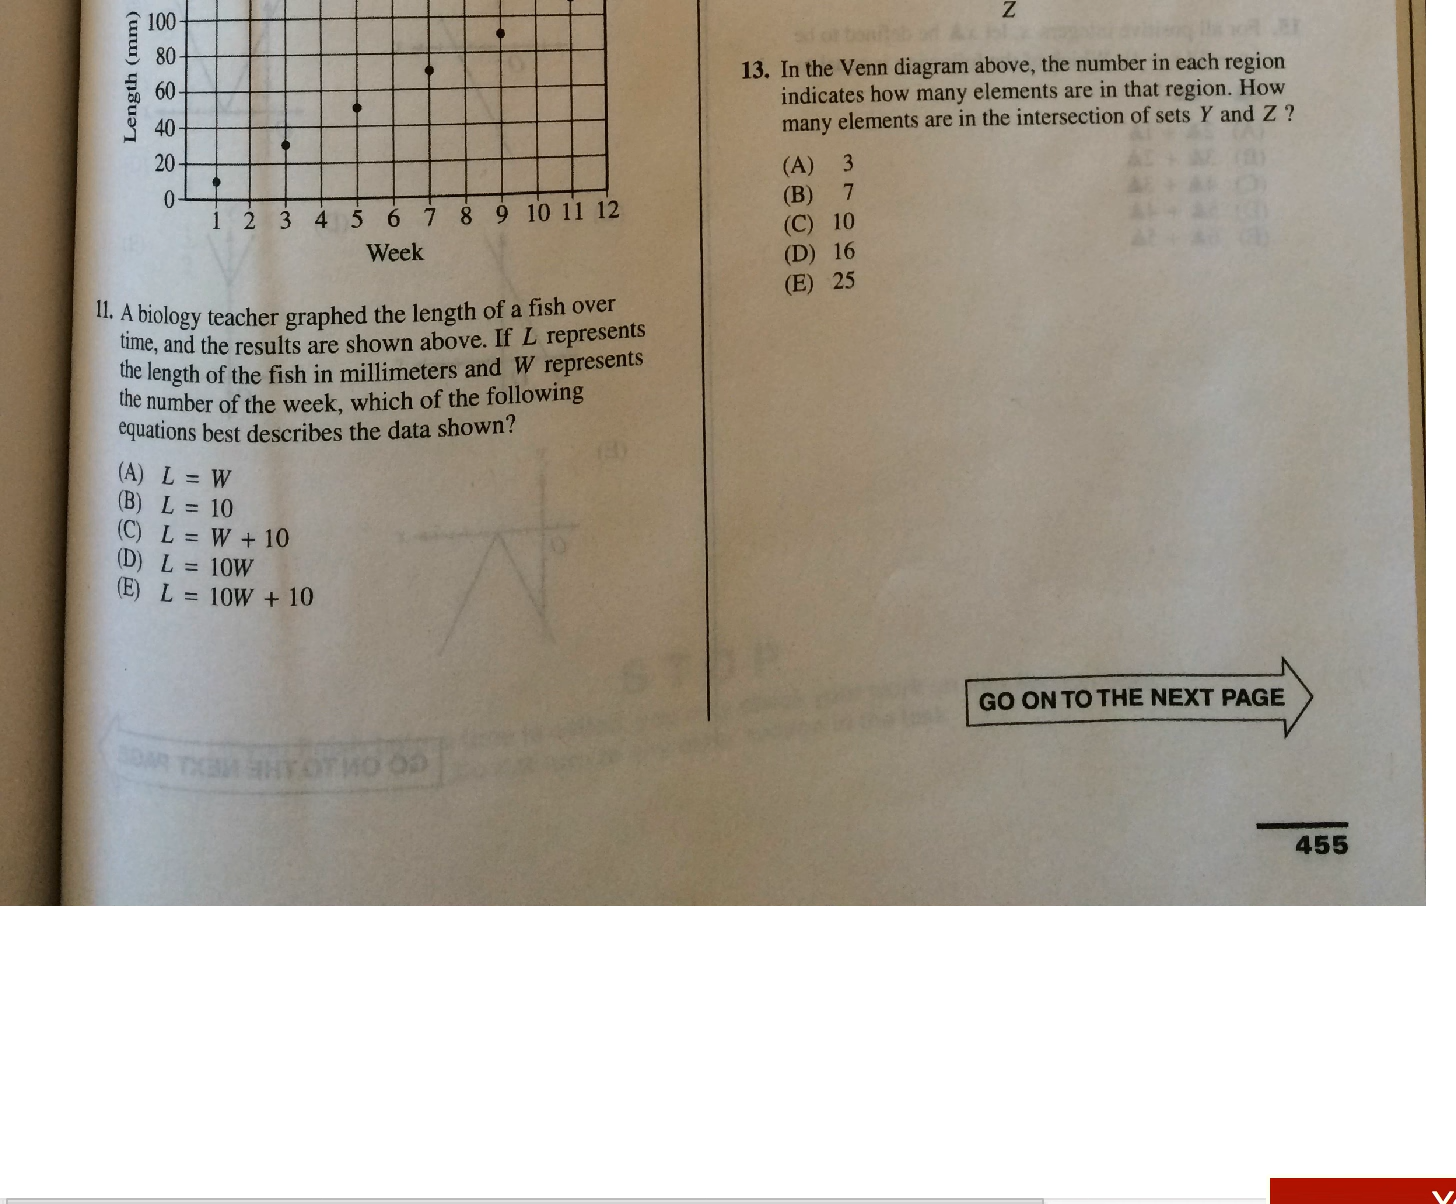 Length (mm)
100
80
60
40
20
0
1 2 3 4 5 6 7 8 9 10 11 12
Week
11. A biology teacher graphed the length of a fish over
time, and the results are shown above. If L represents
the length of the fish in millimeters and W represents
the number of the week, which of the following
equations best describes the data shown?
(A) L = W
(B) L = 10
(C) L = W + 10
(D) L = 10W
(E) L = 10W + 10
Z
13. In the Venn diagram above, the number in each region
indicates how many elements are in that region. How
many elements are in the intersection of sets Y and Z ?
(A) 3
(B) 7
(C) 10
(D) 16
(E) 25
GO ON TO THE NEXT PAGE
455